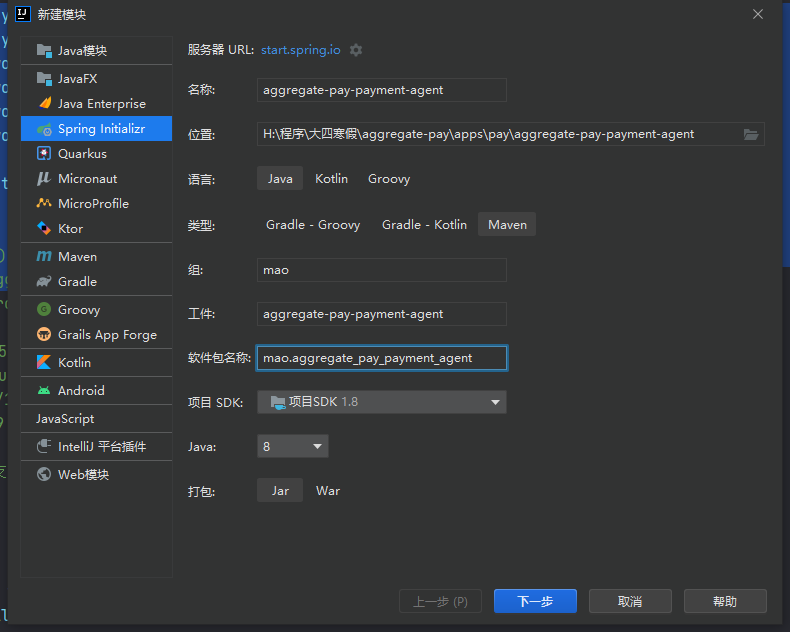 新建模块
Java模块
JavaFX
Java Enterprise
Spring Initializr
Quarkus
Micronaut
MicroProfile
Ktor
Maven
Gradle
Groovy
Grails App Forge
Kotlin
Android
JavaScript
IntelliJ 平台插件
Web模块
服务器 URL: start.spring.io
名称: aggregate-pay-payment-agent
位置: H:\程序\大四寒假\aggregate-pay\apps\pay\aggregate-pay-payment-agent
语言: Java Kotlin Groovy
类型: Gradle - Groovy Gradle - Kotlin Maven
组: mao
工件: aggregate-pay-payment-agent
软件包名称: mao.aggregate_pay_payment_agent
项目 SDK: 项目SDK 1.8
Java: 8
打包: Jar War
上一步 (P) 下一步 取消 帮助